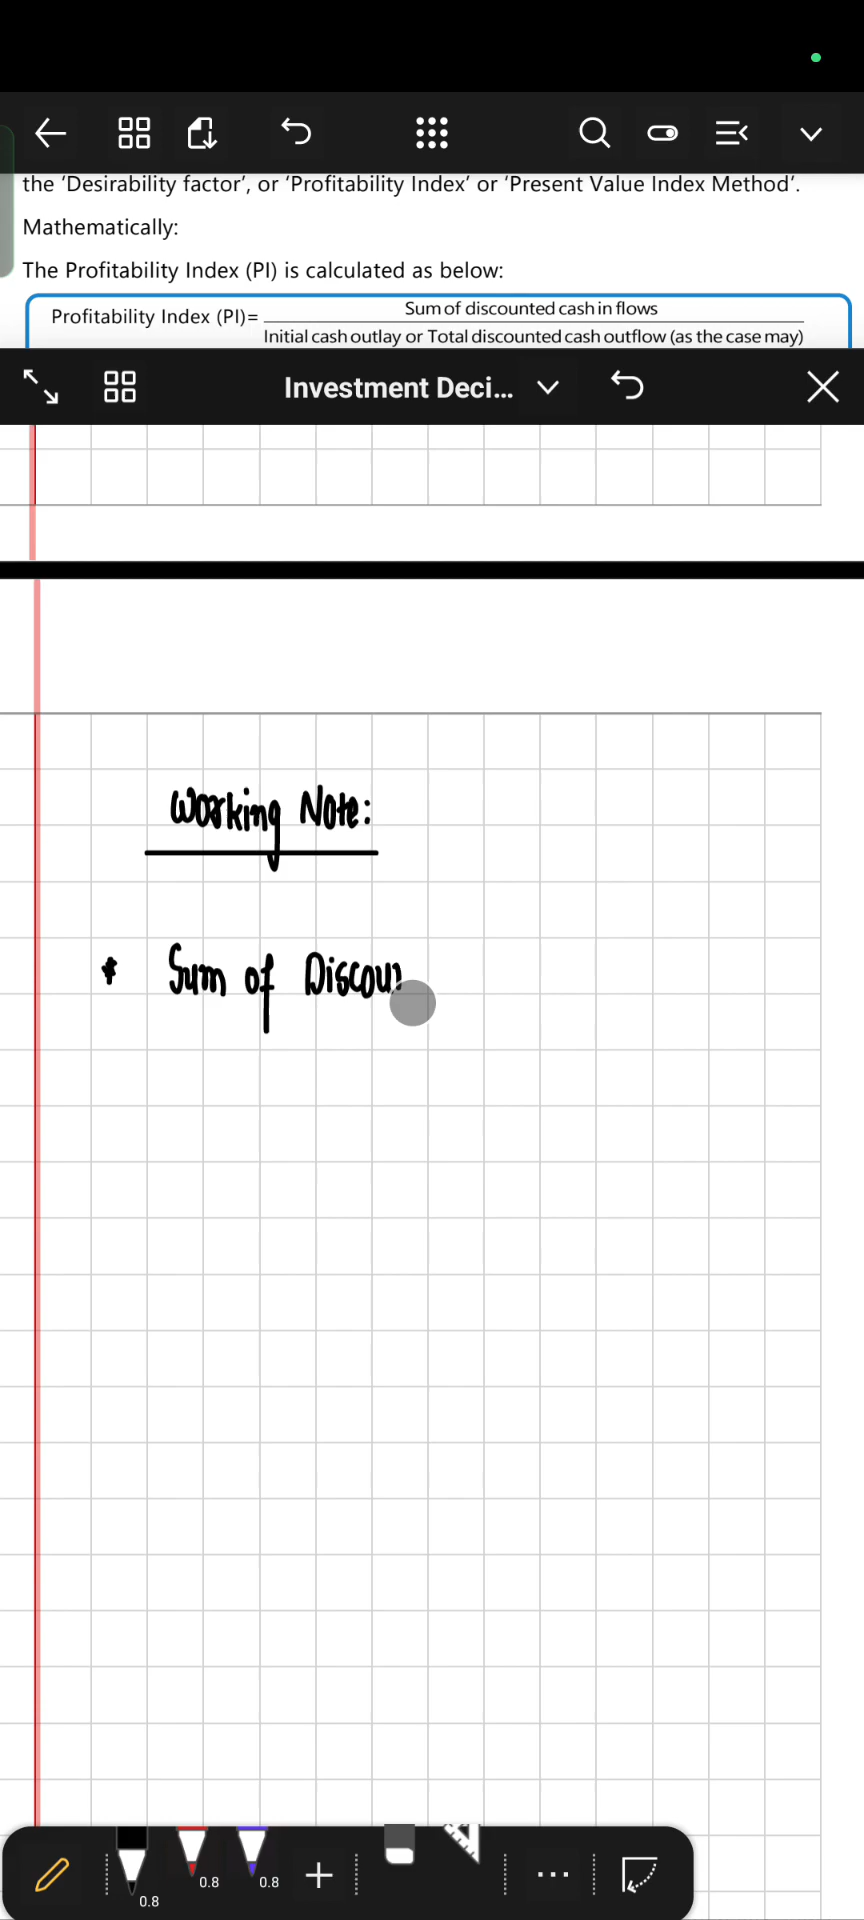 the ‘Desirability factor’, or ‘Profitability Index’ or ‘Present Value Index Method’.
Mathematically:
The Profitability Index (PI) is calculated as below:
Profitability Index (PI)= Sum of discounted cash in flows
Initial cash outlay or Total discounted cash outflow (as the case may)
Investment Deci...
Working Note:
* Sum of Discou
0.8
0.8
0.8